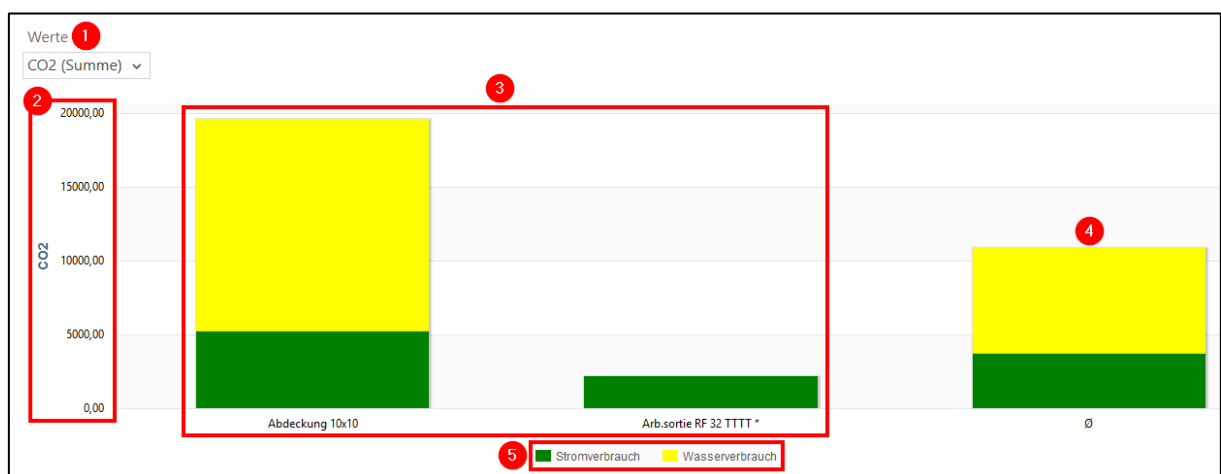 Werte 1
CO2 (Summe)
2
3
20000,00
15000,00
4
CO2
10000,00
5000,00
0,00
Abdeckung 10x10 Arb.sortie RF 32 TTTT * Ø
5 Stromverbrauch Wasserverbrauch